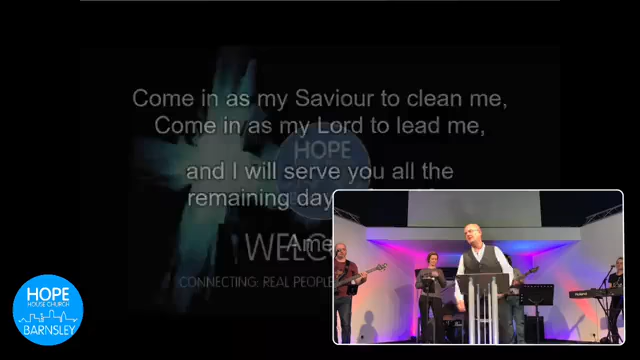 Come in as my Saviour to clean me,
Come in as my Lord to lead me,
and I will serve you all the
remaining day
Ame
HOPE
WELC
CONNECTING: REAL PEOPLE
HOPE
HOUSE CHURCH
BARNSLEY